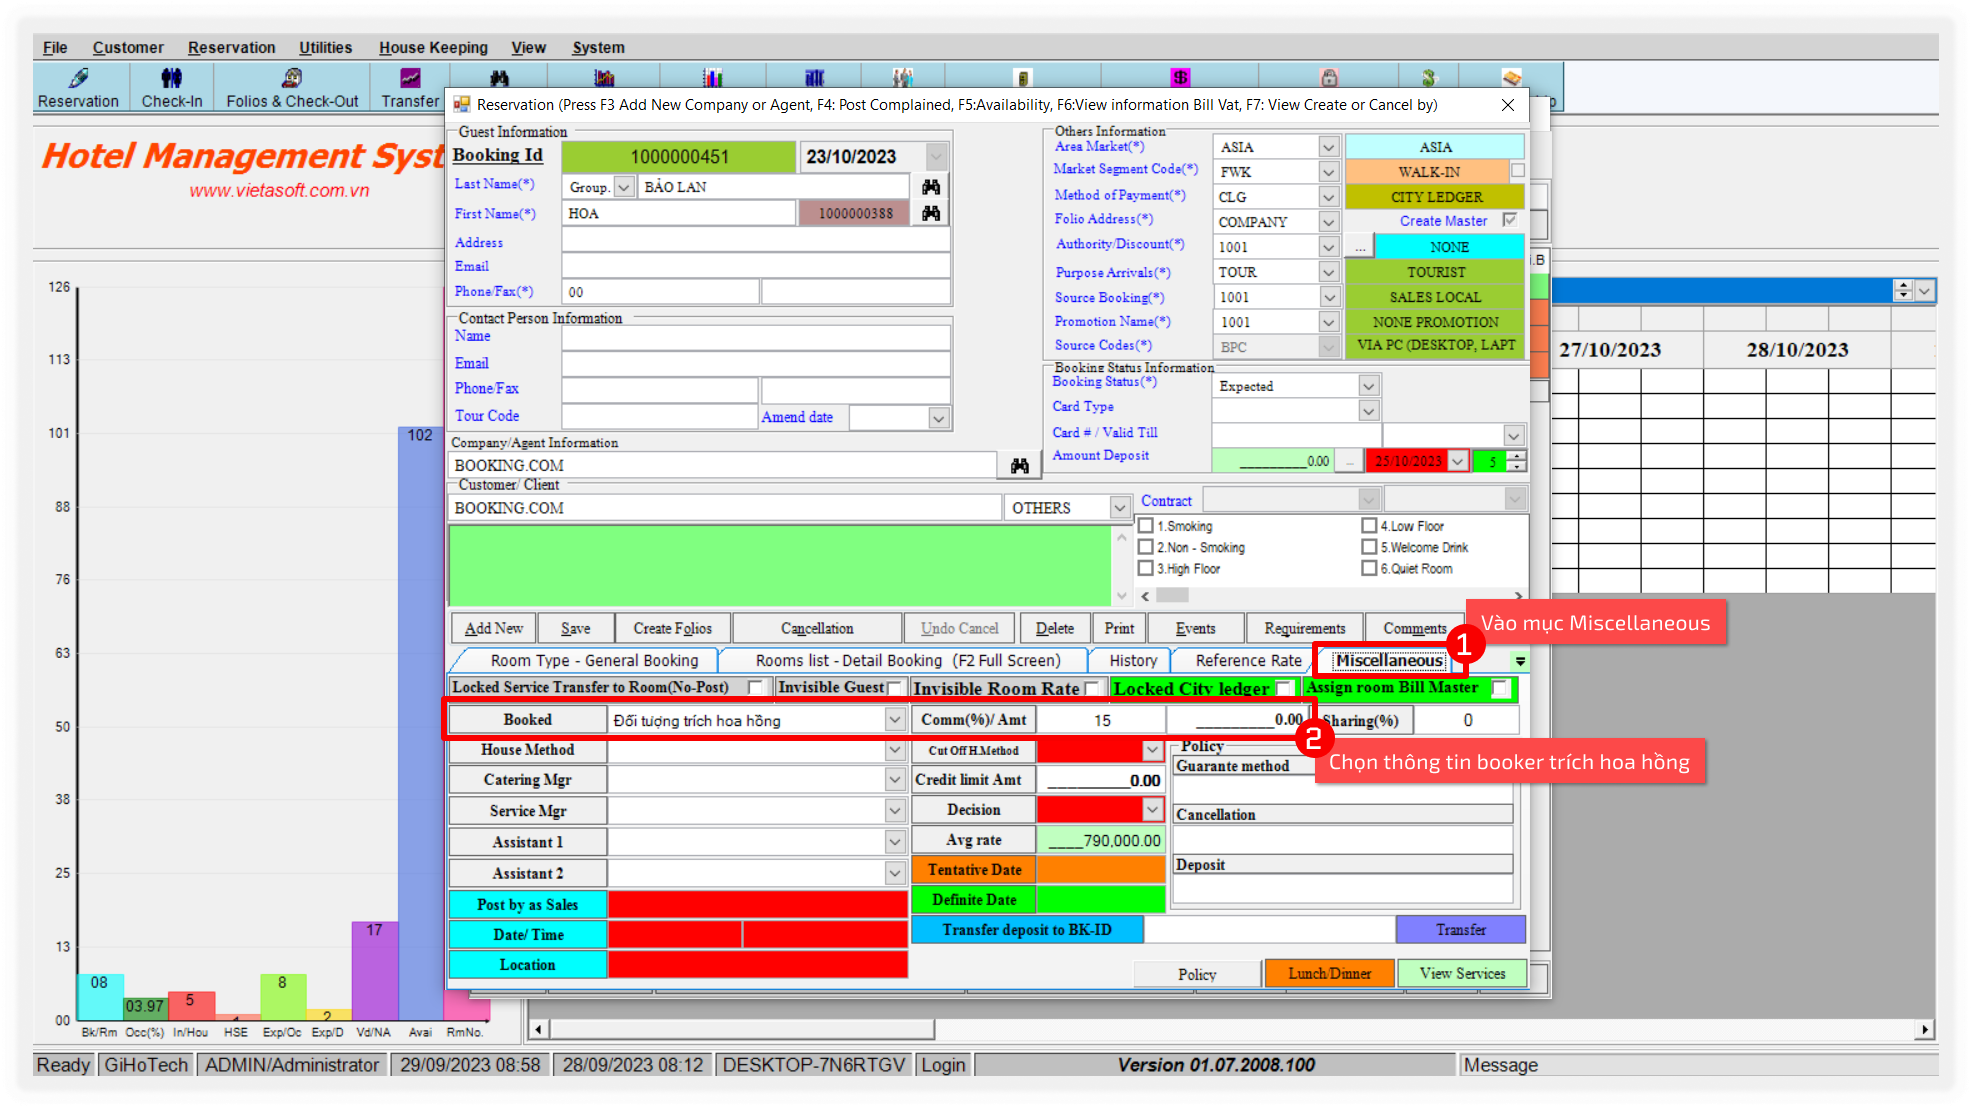 File Customer Reservation Utilities House Keeping View System
Reservation Check-In Folios & Check-Out Transfer
Reservation (Press F3 Add New Company or Agent, F4: Post Complained, F5:Availability, F6:View information Bill Vat, F7: View Create or Cancel by)
Hotel Management Syst
www.vietasoft.com.vn
Guest Information
Booking Id 1000000451 23/10/2023
Last Name(*) Group. BẢO LAN
First Name(*) HOA 1000000388
Address
Email
Phone/Fax(*) 00
Contact Person Information
Name
Email
Phone/Fax
Tour Code Amend date
Company/Agent Information
BOOKING.COM
Customer/ Client
BOOKING.COM OTHERS
Others Information
Area Market(*) ASIA ASIA
Market Segment Code(*) FWK WALK-IN
Method of Payment(*) CLG CITY LEDGER
Folio Address(*) COMPANY Create Master
Authority/Discount(*) 1001 ... NONE
Purpose Arrivals(*) TOUR TOURIST
Source Booking(*) 1001 SALES LOCAL
Promotion Name(*) 1001 NONE PROMOTION
Source Codes(*) BPC VIA PC (DESKTOP, LAPT
Booking Status Information
Booking Status(*) Expected
Card Type
Card # / Valid Till
Amount Deposit _________0.00 ... 25/10/2023 5
Contract
1.Smoking 4.Low Floor
2.Non - Smoking 5.Welcome Drink
3.High Floor 6.Quiet Room
Add New Save Create Folios Cancellation Undo Cancel Delete Print Events Requirements Comments
1 Vào mục Miscellaneous
Room Type - General Booking Rooms list - Detail Booking (F2 Full Screen) History Reference Rate Miscellaneous
Locked Service Transfer to Room(No-Post) Invisible Guest Invisible Room Rate Locked City ledger Assign room Bill Master
Booked Đối tượng trích hoa hồng Comm(%)/ Amt 15 _________0.00 Sharing(%) 0
2 Chọn thông tin booker trích hoa hồng
House Method Cut Off H.Method Policy
Catering Mgr Credit limit Amt _________0.00 Guarante method
Service Mgr Decision Cancellation
Assistant 1 Avg rate ____790,000.00
Assistant 2 Tentative Date Deposit
Post by as Sales Definite Date
Date/ Time Transfer deposit to BK-ID Transfer
Location
Policy Lunch/Dinner View Services
i.B
27/10/2023 28/10/2023
126
113
101
88
76
63
50
38
25
13
00
08 03.97 5 1 8 2 17 102
Bk/Rm Occ(%) In/Hou HSE Exp/Oc Exp/D Vd/NA Avai RmNo.
Ready GiHoTech ADMIN/Administrator 29/09/2023 08:58 28/09/2023 08:12 DESKTOP-7N6RTGV Login Version 01.07.2008.100 Message